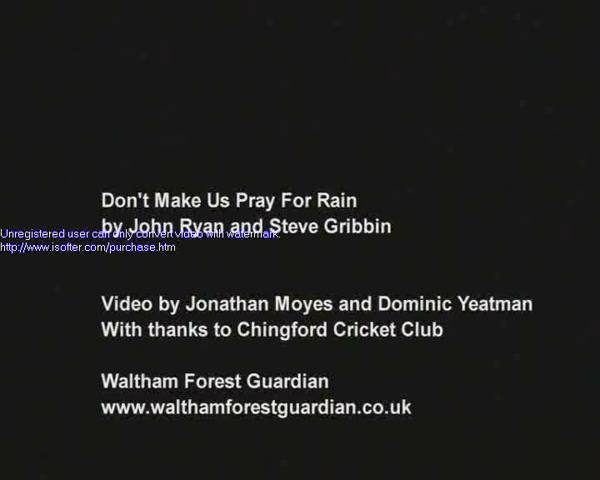 Don't Make Us Pray For Rain
by John Ryan and Steve Gribbin
Unregistered user can only convert video with watermark.
http://www.isofter.com/purchase.htm
Video by Jonathan Moyes and Dominic Yeatman
With thanks to Chingford Cricket Club
Waltham Forest Guardian
www.walthamforestguardian.co.uk